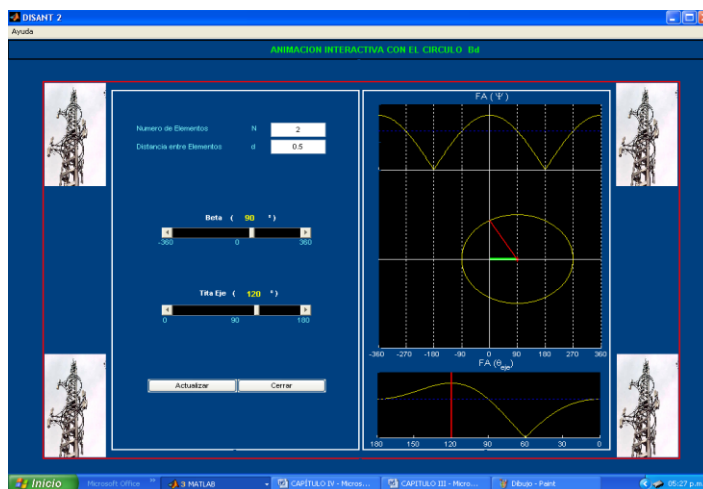 DISANT 2
Ayuda
ANIMACION INTERACTIVA CON EL CIRCULO Bd
Numero de Elementos N 2
Distancia entre Elementos d 0.5
Beta ( 90 °)
-360 0 360
Tita Eje ( 120 °)
0 90 180
Actualizar Cerrar
FA ( Ψ )
-360 -270 -180 -90 0 90 180 270 360
FA (θeje)
180 150 120 90 60 30 0
Inicio Microsoft Office 3 MATLAB CAPÍTULO IV - Micros... CAPITULO III - Micro... Dibujo - Paint 05:27 p.m.